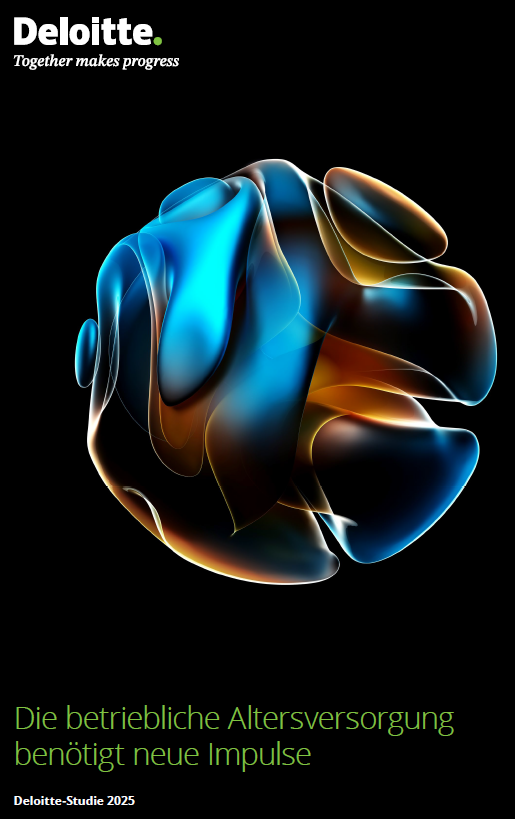 Deloitte.
Together makes progress
Die betriebliche Altersversorgung
benötigt neue Impulse
Deloitte-Studie 2025